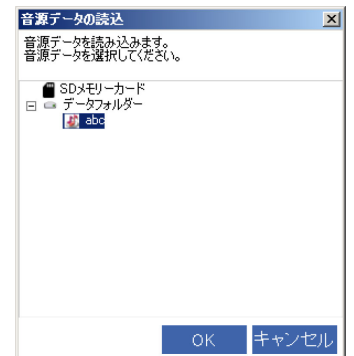 音源データの読込
音源データを読み込みます。
音源データを選択してください。
SDメモリーカード
データフォルダー
abc
OK キャンセル